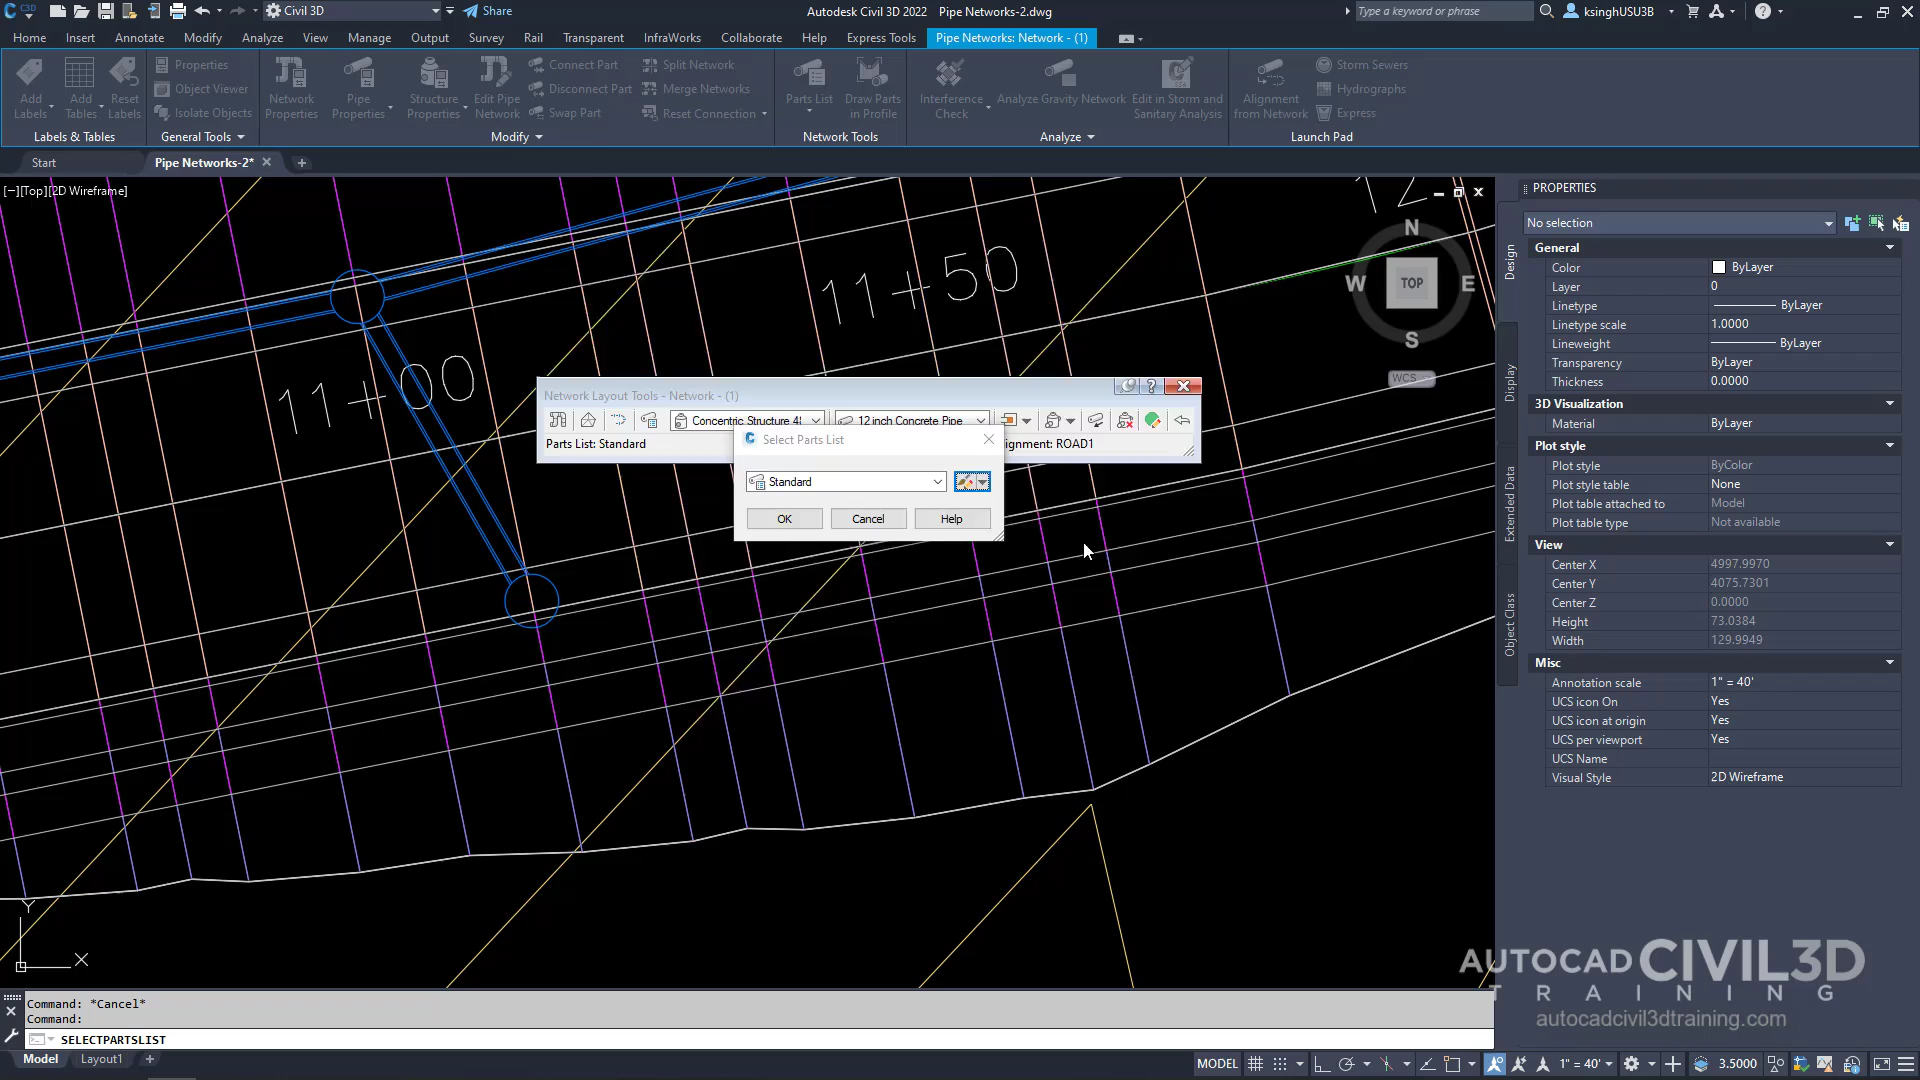 C3D
Civil 3D
Share
Autodesk Civil 3D 2022 Pipe Networks-2.dwg
Type a keyword or phrase
ksinghUSU3B
Home Insert Annotate Modify Analyze View Manage Output Survey Rail Transparent InfraWorks Collaborate Help Express Tools Pipe Networks: Network - (1)
Add Labels
Add Tables
Reset Labels
Labels & Tables
Properties
Object Viewer
Isolate Objects
General Tools
Network Properties
Pipe Properties
Structure Properties
Edit Pipe Network
Connect Part
Disconnect Part
Swap Part
Split Network
Merge Networks
Reset Connection
Modify
Parts List
Draw Parts in Profile
Network Tools
Interference Check
Analyze Gravity Network
Edit in Storm and Sanitary Analysis
Analyze
Alignment from Network
Storm Sewers
Hydrographs
Express
Launch Pad
Start
Pipe Networks-2*
[−][Top][2D Wireframe]
12
11+50
11+00
N
W TOP E
S
WCS
Network Layout Tools - Network - (1)
Concentric Structure 4
12 inch Concrete Pipe
Parts List: Standard
ignment: ROAD1
Select Parts List
Standard
OK Cancel Help
Y
X
PROPERTIES
No selection
Design
Display
Extended Data
Object Class
General
Color ByLayer
Layer 0
Linetype ByLayer
Linetype scale 1.0000
Lineweight ByLayer
Transparency ByLayer
Thickness 0.0000
3D Visualization
Material ByLayer
Plot style
Plot style ByColor
Plot style table None
Plot table attached to Model
Plot table type Not available
View
Center X 4997.9970
Center Y 4075.7301
Center Z 0.0000
Height 73.0384
Width 129.9949
Misc
Annotation scale 1" = 40'
UCS icon On Yes
UCS icon at origin Yes
UCS per viewport Yes
UCS Name
Visual Style 2D Wireframe
AUTOCAD CIVIL3D
TRAINING
autocadcivil3dtraining.com
Command: *Cancel*
Command:
SELECTPARTSLIST
Model Layout1
MODEL
1" = 40'
3.5000